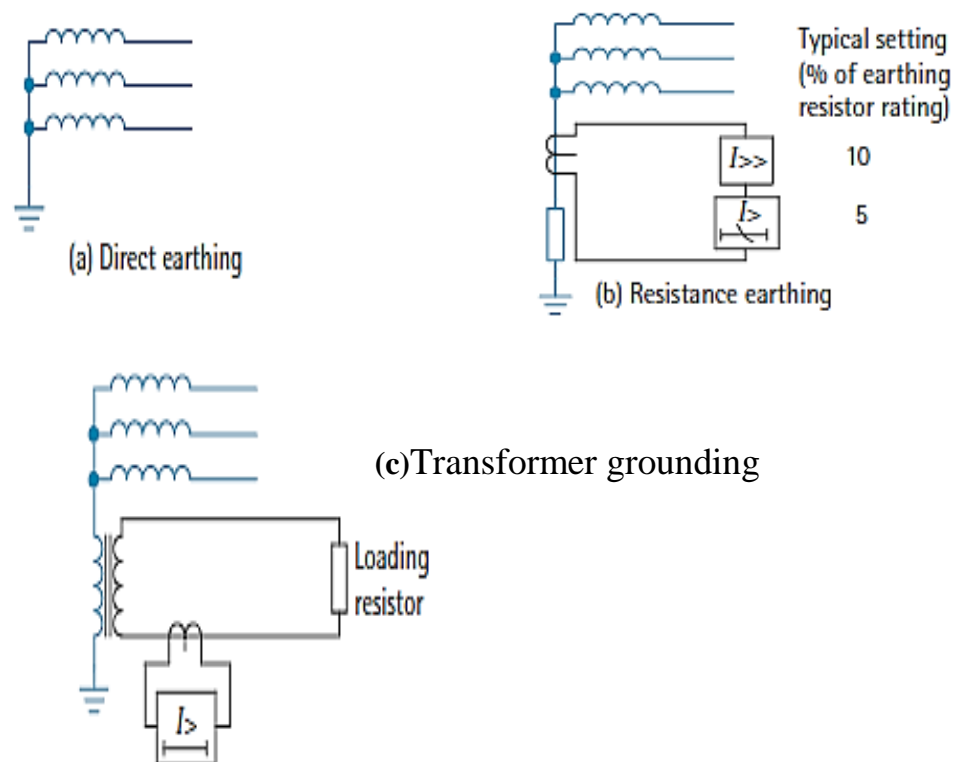 (a) Direct earthing
Typical setting
(% of earthing
resistor rating)
I>>
10
I>
5
(b) Resistance earthing
(c)Transformer grounding
Loading
resistor
I>